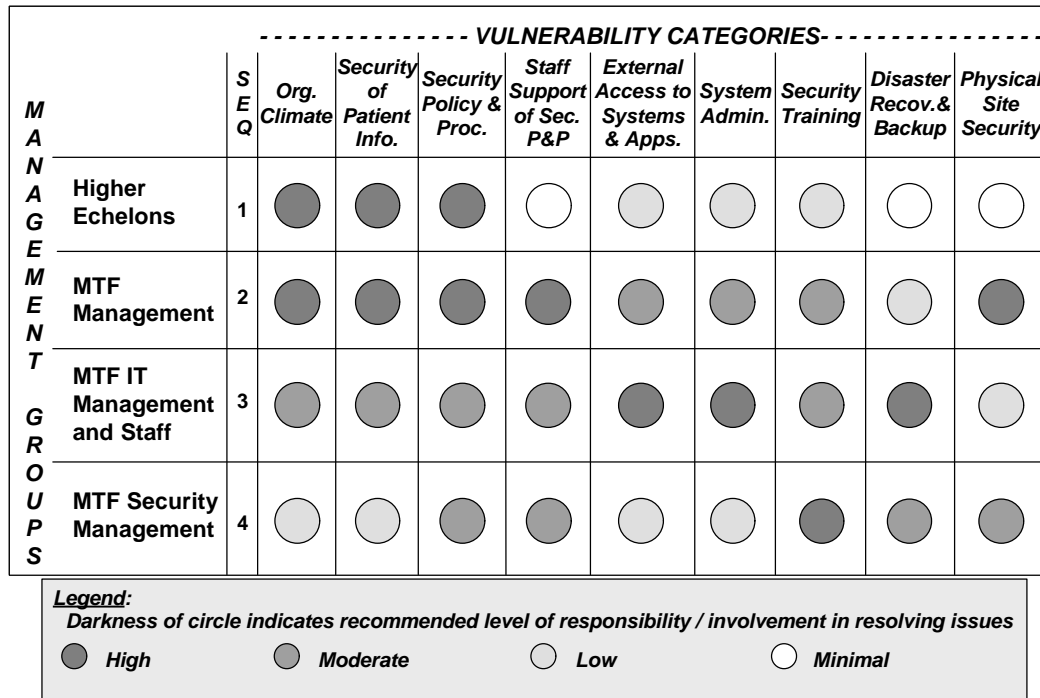 - - - - - - - - - - - - - - - VULNERABILITY CATEGORIES- - - - - - - - - - - - - - -
MANAGEMENT GROUPS
SEQ
Org. Climate
Security of Patient Info.
Security Policy & Proc.
Staff Support of Sec. P&P
External Access to Systems & Apps.
System Admin.
Security Training
Disaster Recov.& Backup
Physical Site Security
Higher Echelons
1
MTF Management
2
MTF IT Management and Staff
3
MTF Security Management
4
Legend:
Darkness of circle indicates recommended level of responsibility / involvement in resolving issues
High Moderate Low Minimal